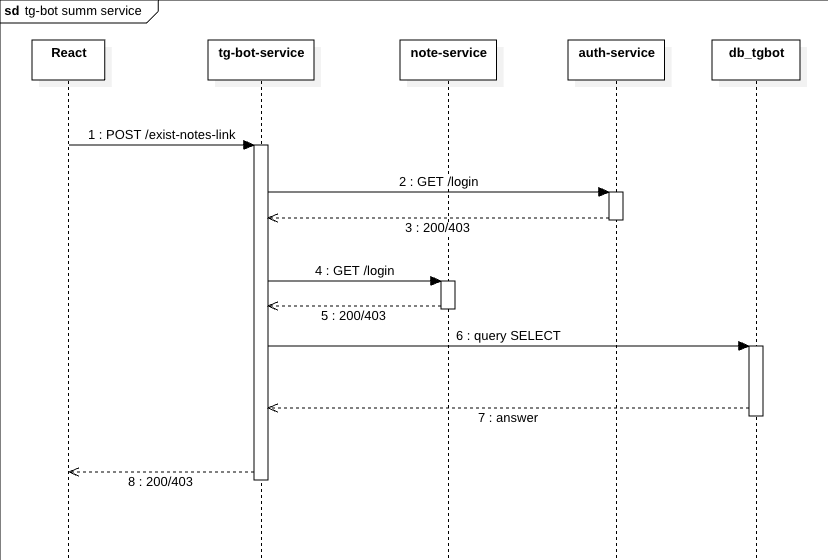 sd tg-bot summ service
React
tg-bot-service
note-service
auth-service
db_tgbot
1 : POST /exist-notes-link
2 : GET /login
3 : 200/403
4 : GET /login
5 : 200/403
6 : query SELECT
7 : answer
8 : 200/403